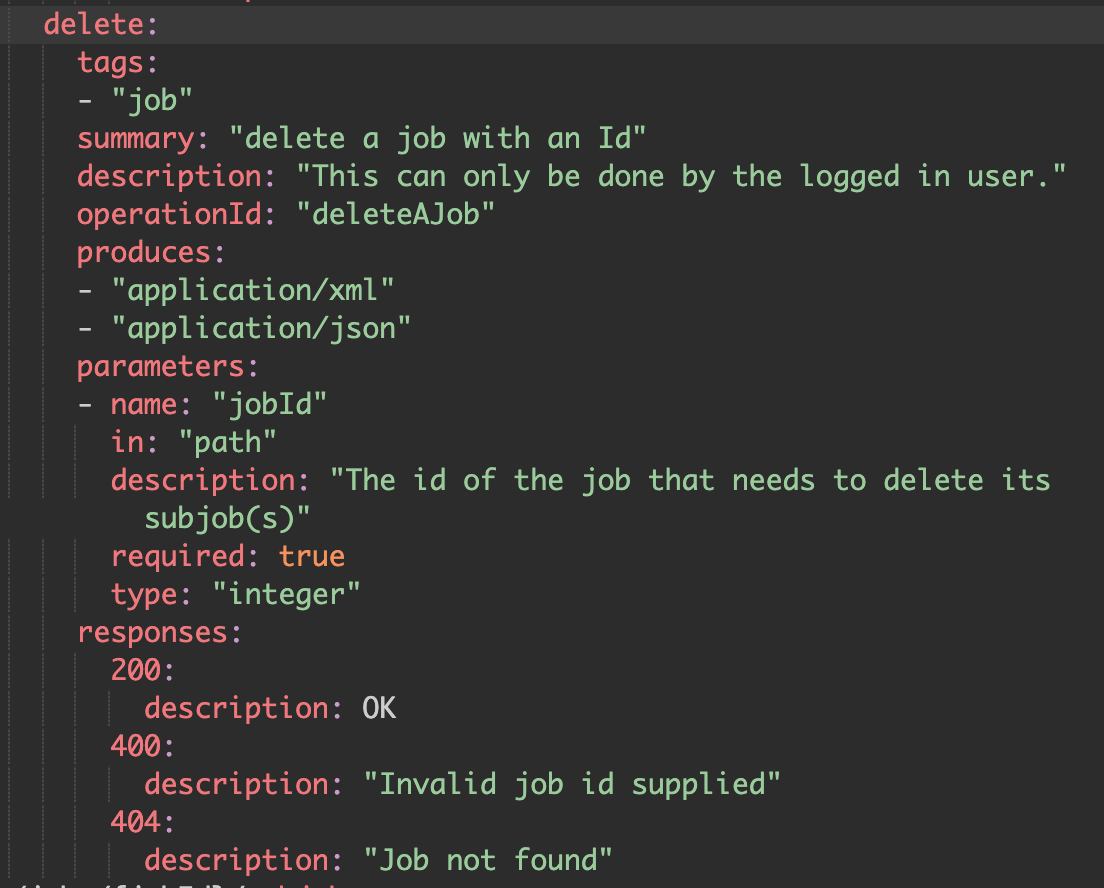 delete:
tags:
- "job"
summary: "delete a job with an Id"
description: "This can only be done by the logged in user."
operationId: "deleteAJob"
produces:
- "application/xml"
- "application/json"
parameters:
- name: "jobId"
in: "path"
description: "The id of the job that needs to delete its
subjob(s)"
required: true
type: "integer"
responses:
200:
description: OK
400:
description: "Invalid job id supplied"
404:
description: "Job not found"